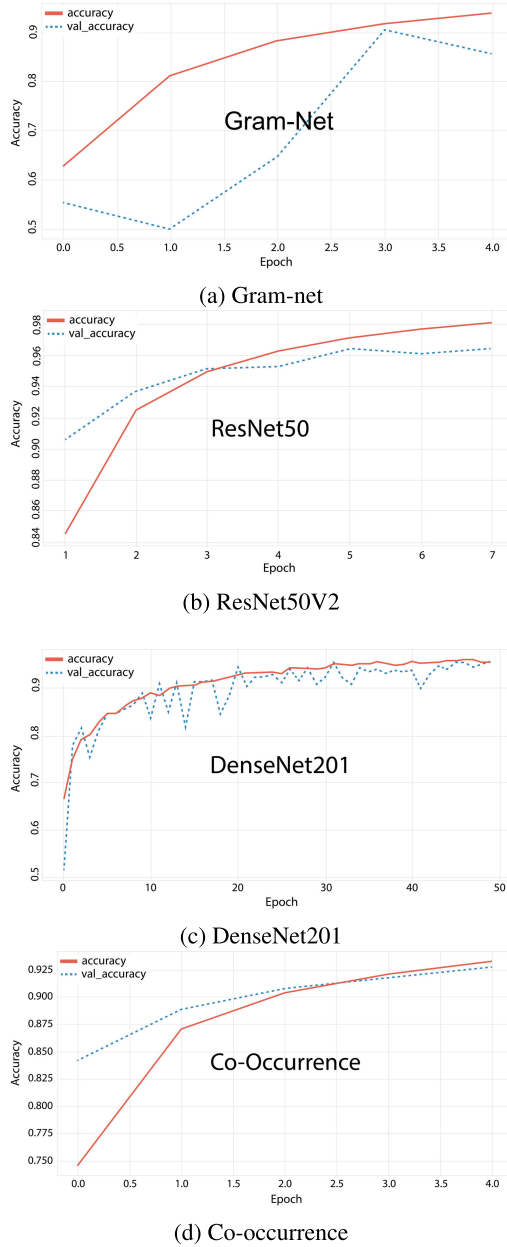 accuracy
val_accuracy
Accuracy
0.9
0.8
0.7
0.6
0.5
Gram-Net
0.0 0.5 1.0 1.5 2.0 2.5 3.0 3.5 4.0
Epoch
(a) Gram-net
accuracy
val_accuracy
Accuracy
0.98
0.96
0.94
0.92
0.90
0.88
0.86
0.84
ResNet50
1 2 3 4 5 6 7
Epoch
(b) ResNet50V2
accuracy
val_accuracy
Accuracy
0.9
0.8
0.7
0.6
0.5
DenseNet201
0 10 20 30 40 50
Epoch
(c) DenseNet201
accuracy
val_accuracy
Accuracy
0.925
0.900
0.875
0.850
0.825
0.800
0.775
0.750
Co-Occurrence
0.0 0.5 1.0 1.5 2.0 2.5 3.0 3.5 4.0
Epoch
(d) Co-occurrence